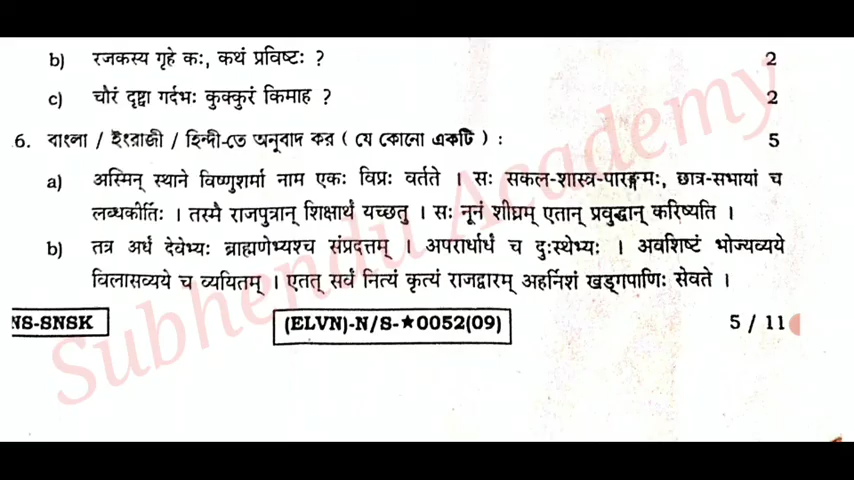 b) रजकस्य गृहे कः, कथं प्रविष्टः ? 2
c) चौरं दृष्ट्वा गर्दभः कुक्कुरं किमाह ? 2
6. বাংলা / ইংরাজী / হিন্দী-তে অনুবাদ কর ( যে কোনো একটি ) : 5
a) अस्मिन् स्थाने विष्णुशर्मा नाम एकः विप्रः वर्तते । सः सकल-शास्त्र-पारङ्गमः, छात्र-सभायां च
लब्धकीर्तिः । तस्मै राजपुत्रान् शिक्षार्थं यच्छतु । सः नूनं शीघ्रम् एतान् प्रवुद्धान् करिष्यति ।
b) तत्र अर्धं देवेभ्यः ब्राह्मणेभ्यश्च संप्रदत्तम् । अपरार्धार्धं च दुःस्थेभ्यः । अवशिष्टं भोज्यव्यये
विलासव्यये च व्ययितम् । एतत् सर्वं नित्यं कृत्यं राजद्वारम् अहर्निशं खड्गपाणिः सेवते ।
NS-SNSK (ELVN)-N/S-★0052(09) 5 / 11
Subhendu Academy